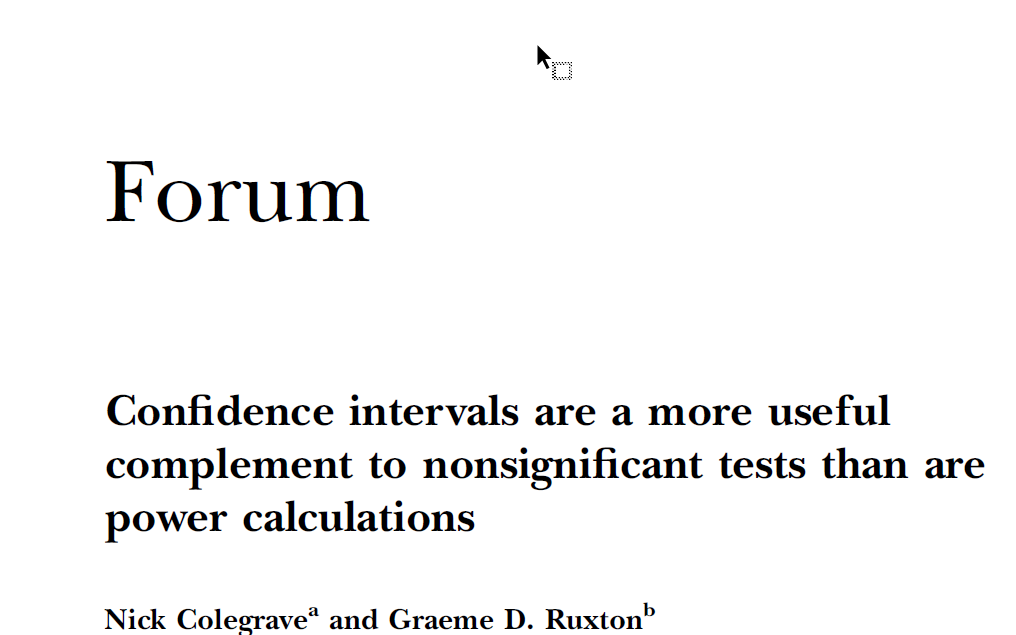 Forum
Confidence intervals are a more useful
complement to nonsignificant tests than are
power calculations
Nick Colegraveᵃ and Graeme D. Ruxtonᵇ